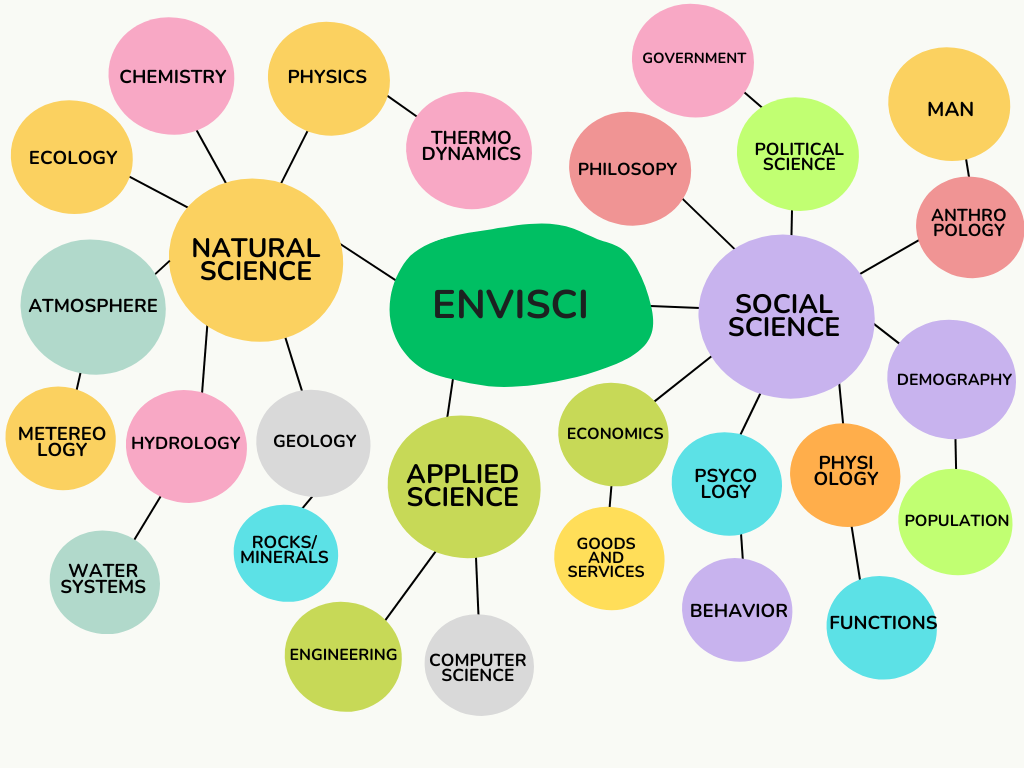 CHEMISTRY
PHYSICS
THERMO
DYNAMICS
ECOLOGY
NATURAL
SCIENCE
ATMOSPHERE
METEREO
LOGY
HYDROLOGY
WATER
SYSTEMS
GEOLOGY
ROCKS/
MINERALS
ENVISCI
APPLIED
SCIENCE
ENGINEERING
COMPUTER
SCIENCE
GOVERNMENT
POLITICAL
SCIENCE
PHILOSOPY
MAN
ANTHRO
POLOGY
SOCIAL
SCIENCE
DEMOGRAPHY
POPULATION
ECONOMICS
GOODS
AND
SERVICES
PSYCO
LOGY
BEHAVIOR
PHYSI
OLOGY
FUNCTIONS